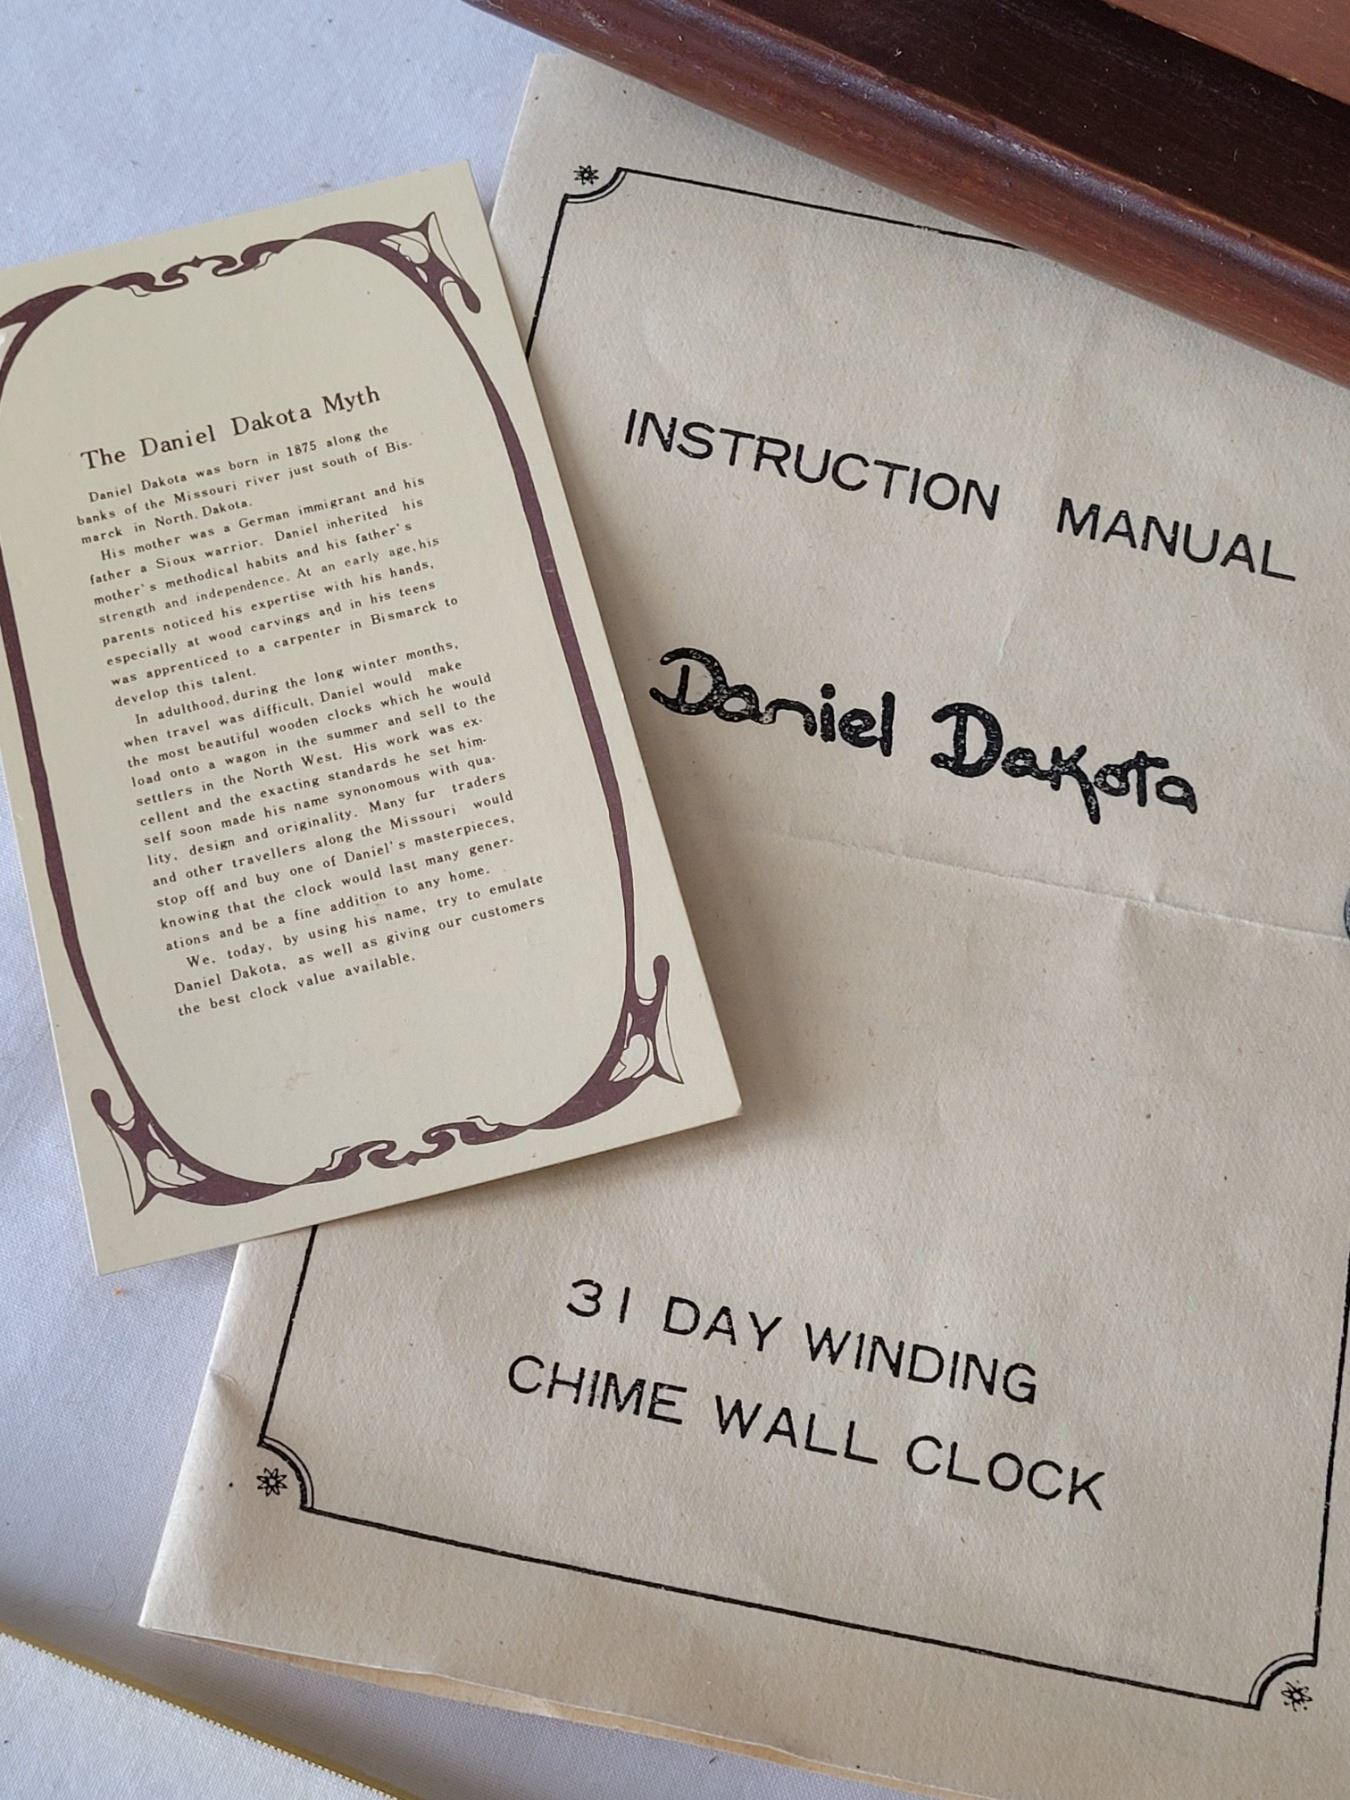 The Daniel Dakota Myth
Daniel Dakota was born in 1875 along the
banks of the Missouri river just south of Bis-
marck in North. Dakota.
His mother was a German immigrant and his
father a Sioux warrior. Daniel inherited his
mother's methodical habits and his father's
strength and independence. At an early age, his
parents noticed his expertise with his hands,
especially at wood carvings and in his teens
was apprenticed to a carpenter in Bismarck to
develop this talent.
In adulthood, during the long winter months,
when travel was difficult, Daniel would make
the most beautiful wooden clocks which he would
load onto a wagon in the summer and sell to the
settlers in the North West. His work was ex-
cellent and the exacting standards he set him-
self soon made his name synonomous with qua-
lity, design and originality. Many fur traders
and other travellers along the Missouri would
stop off and buy one of Daniel's masterpieces,
knowing that the clock would last many gener-
ations and be a fine addition to any home.
We, today, by using his name, try to emulate
Daniel Dakota, as well as giving our customers
the best clock value available.
INSTRUCTION MANUAL
Daniel Dakota
31 DAY WINDING
CHIME WALL CLOCK